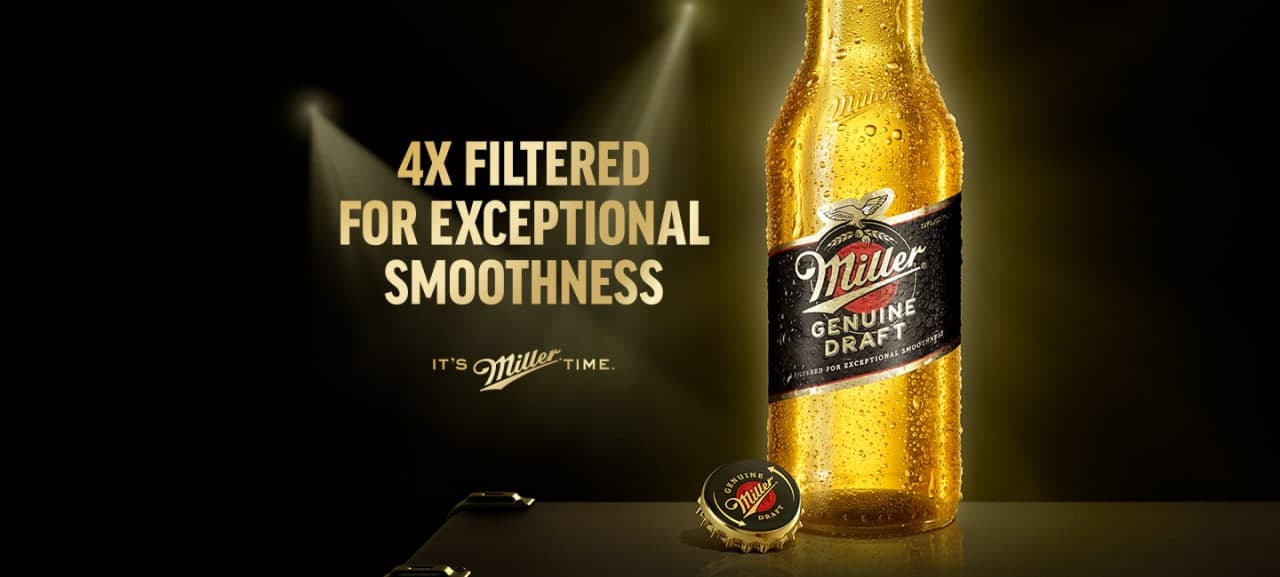 4X FILTERED
FOR EXCEPTIONAL
SMOOTHNESS
IT'S Miller TIME.
Miller
Miller
GENUINE
DRAFT
FILTERED FOR EXCEPTIONAL SMOOTHNESS
GENUINE
Miller
DRAFT